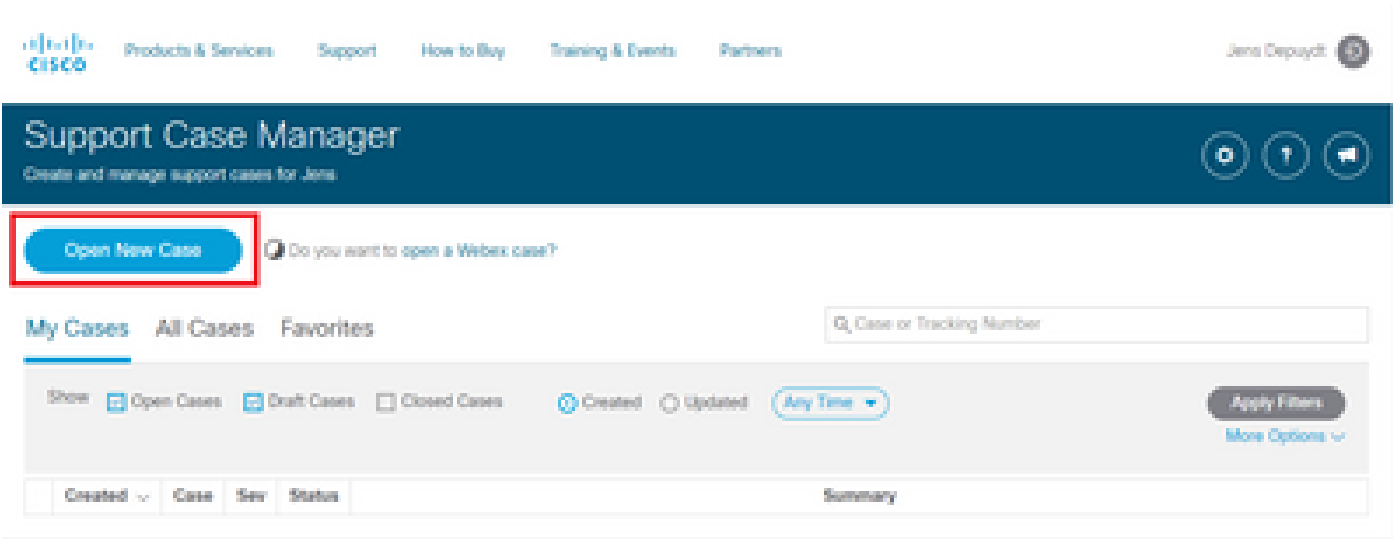 CISCO Products & Services Support How to Buy Training & Events Partners Jens Depuydt
Support Case Manager
Create and manage support cases for Jens
Open New Case Do you want to open a Webex case?
My Cases All Cases Favorites Case or Tracking Number
Show Open Cases Draft Cases Closed Cases Created Updated Any Time Apply Filters
More Options
Created Case Sev Status Summary